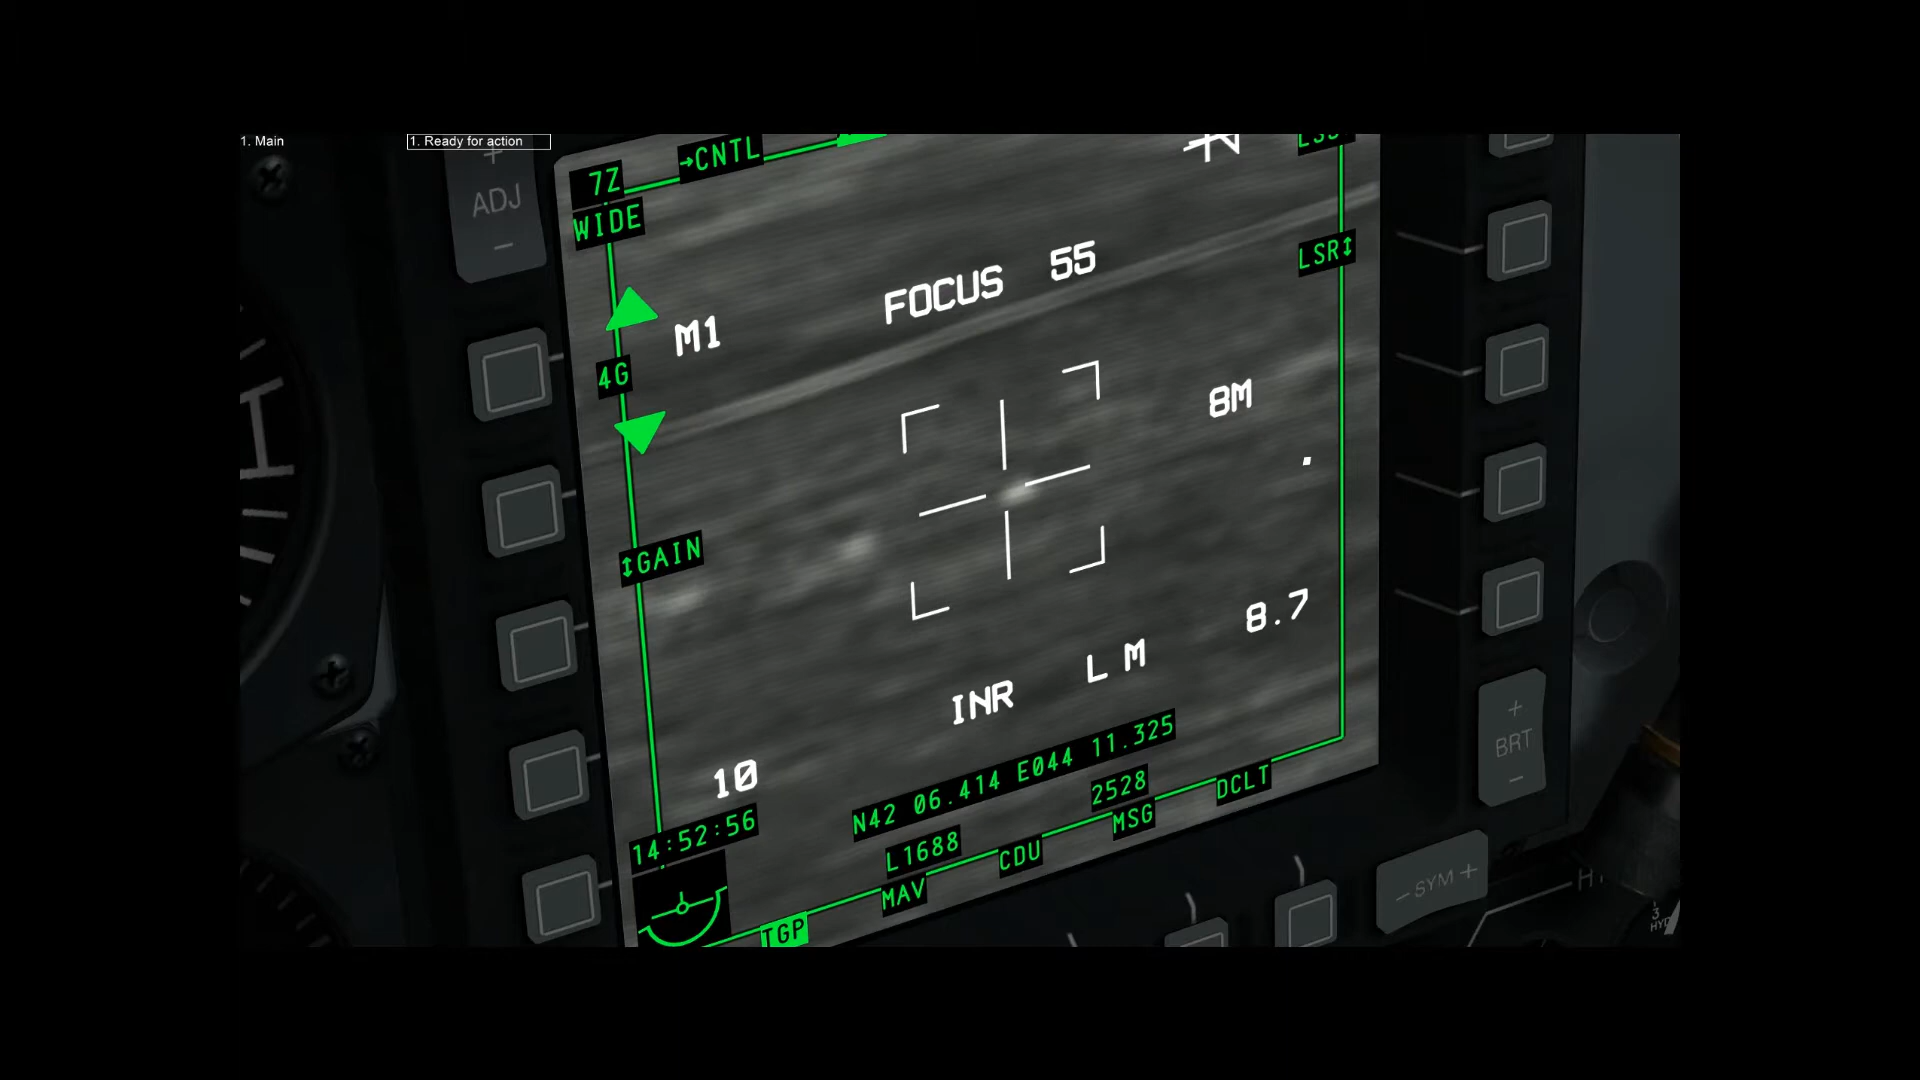 1. Main
1. Ready for action
+
ADJ
−
→CNTL
7Z
WIDE
LSR↕
FOCUS 55
M1
4G
8M
↕GAIN
8.7
L M
INR
10
N42 06.414 E044 11.325
14:52:56
2528
L1688
MSG
DCLT
CDU
MAV
TGP
+
BRT
−
− SYM +
3
HYD